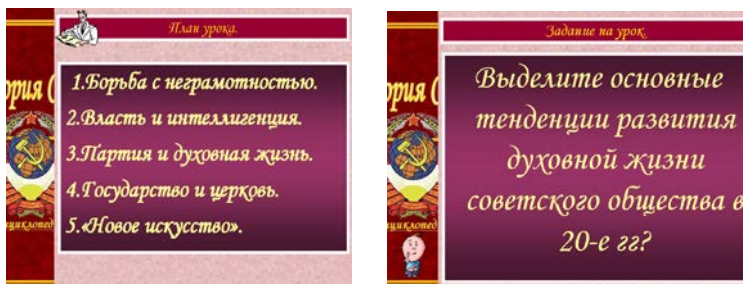 План урока.
1.Борьба с неграмотностью.
2.Власть и интеллигенция.
3.Партия и духовная жизнь.
4.Государство и церковь.
5.«Новое искусство».
Задание на урок.
Выделите основные
тенденции развития
духовной жизни
советского общества в
20-е гг?